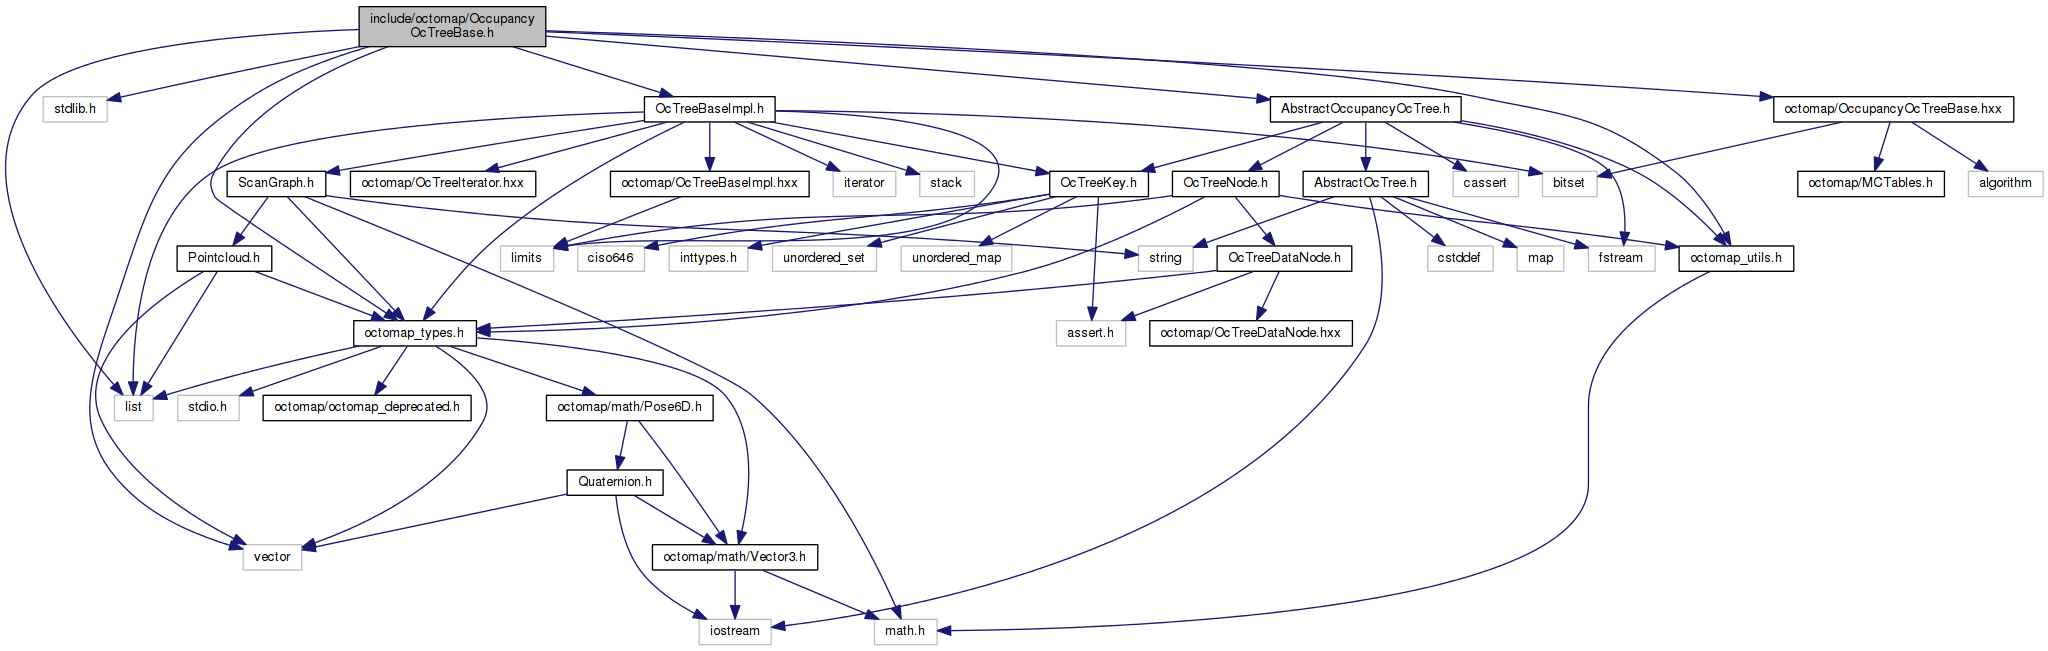 include/octomap/Occupancy
OcTreeBase.h
stdlib.h
OcTreeBaseImpl.h
AbstractOccupancyOcTree.h
octomap/OccupancyOcTreeBase.hxx
ScanGraph.h
octomap/OcTreeIterator.hxx
octomap/OcTreeBaseImpl.hxx
iterator
stack
OcTreeKey.h
OcTreeNode.h
AbstractOcTree.h
cassert
bitset
octomap/MCTables.h
algorithm
Pointcloud.h
limits
ciso646
inttypes.h
unordered_set
unordered_map
string
OcTreeDataNode.h
cstddef
map
fstream
octomap_utils.h
octomap_types.h
assert.h
octomap/OcTreeDataNode.hxx
list
stdio.h
octomap/octomap_deprecated.h
octomap/math/Pose6D.h
Quaternion.h
vector
octomap/math/Vector3.h
iostream
math.h